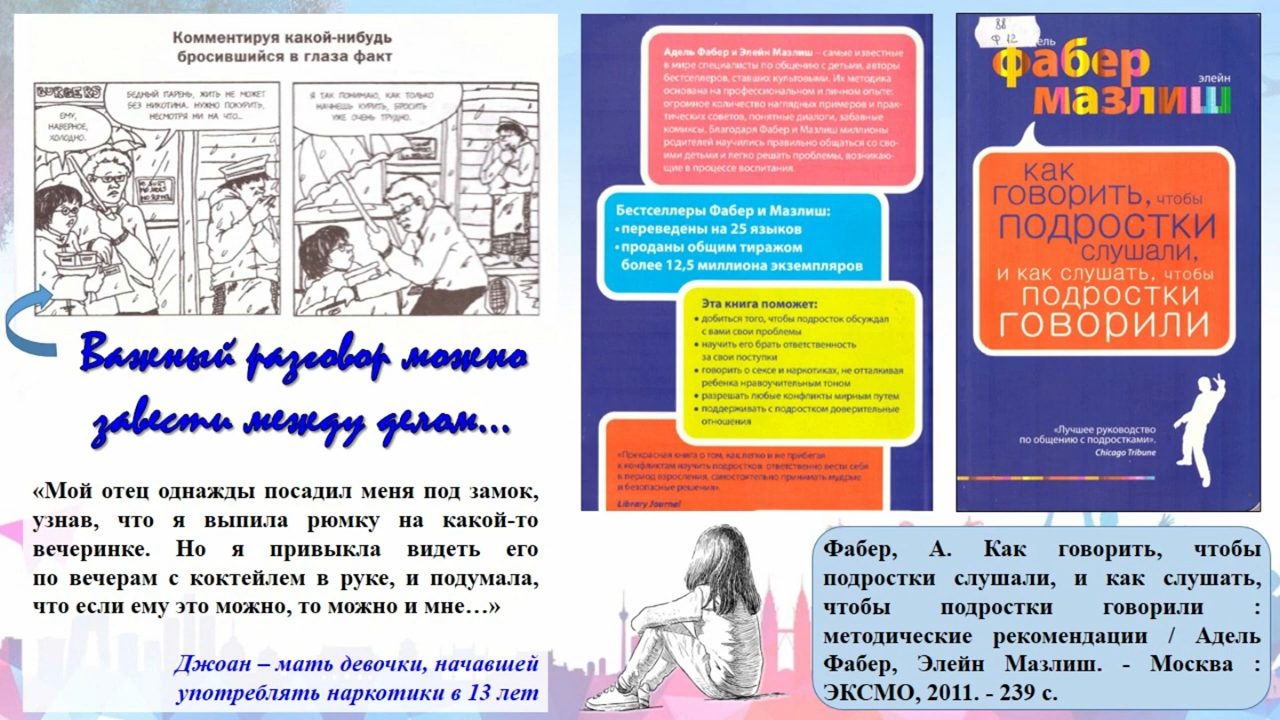 Комментируя какой-нибудь
бросившийся в глаза факт
ЕМУ,
НАВЕРНОЕ,
ХОЛОДНО.
БЕДНЫЙ ПАРЕНЬ, ЖИТЬ НЕ МОЖЕТ
БЕЗ НИКОТИНА. НУЖНО ПОКУРИТЬ,
НЕСМОТРЯ НИ НА ЧТО...
Я ТАК ПОНИМАЮ, КАК ТОЛЬКО
НАЧНЕШЬ КУРИТЬ, БРОСИТЬ
УЖЕ ОЧЕНЬ ТРУДНО.
Важный разговор можно
завести между делом...
«Мой отец однажды посадил меня под замок,
узнав, что я выпила рюмку на какой-то
вечеринке. Но я привыкла видеть его
по вечерам с коктейлем в руке, и подумала,
что если ему это можно, то можно и мне…»
Джоан – мать девочки, начавшей
употреблять наркотики в 13 лет
Адель Фабер и Элейн Мазлиш – самые известные
в мире специалисты по общению с детьми, авторы
бестселлеров, ставших культовыми. Их методика
основана на профессиональном и личном опыте:
огромное количество наглядных примеров и прак-
тических советов, понятные диалоги, забавные
комиксы. Благодаря Фабер и Мазлиш миллионы
родителей научились правильно общаться со сво-
ими детьми и легко решать проблемы, возникаю-
щие в процессе воспитания.
Бестселлеры Фабер и Мазлиш:
• переведены на 25 языков
• проданы общим тиражом
более 12,5 миллиона экземпляров
Эта книга поможет:
• добиться того, чтобы подросток обсуждал
с вами свои проблемы
• научить его брать ответственность
за свои поступки
• говорить о сексе и наркотиках, не отталкивая
ребенка нравоучительным тоном
• разрешать любые конфликты мирным путем
• поддерживать с подростком доверительные
отношения
«Прекрасная книга о том, как легко и не прибегая
к конфликтам научить подростков ответственно вести себя
в период взросления, самостоятельно принимать мудрые
и безопасные решения».
Library Journal
88
Ф 12
фабер
элейн
мазлиш
как
говорить, чтобы
подростки
слушали,
и как слушать, чтобы
подростки
говорили
«Лучшее руководство
по общению с подростками».
Chicago Tribune
Фабер, А. Как говорить, чтобы
подростки слушали, и как слушать,
чтобы подростки говорили :
методические рекомендации / Адель
Фабер, Элейн Мазлиш. - Москва :
ЭКСМО, 2011. - 239 с.